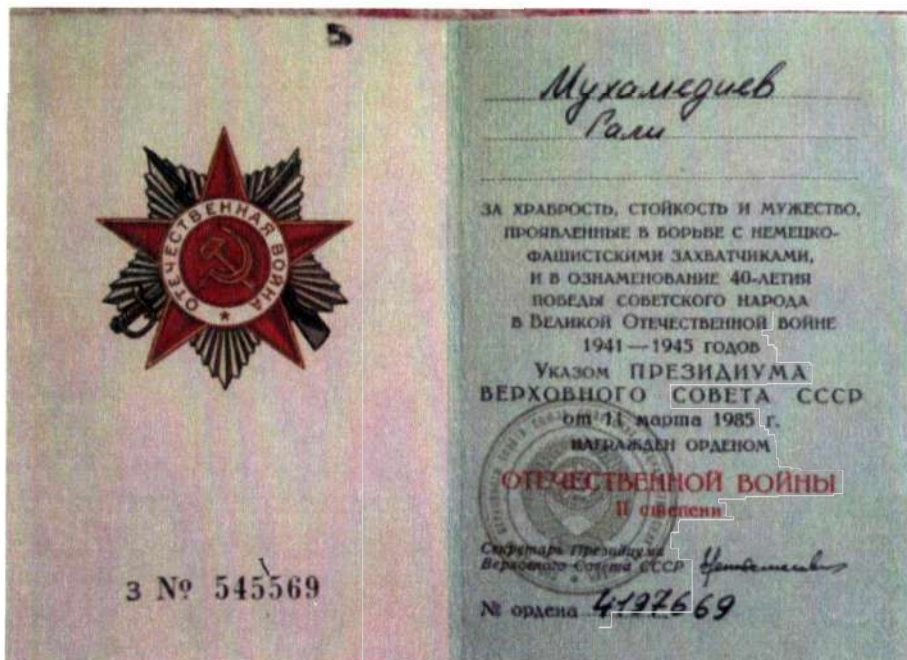 ОТЕЧЕСТВЕННАЯ ВОЙНА
З № 545569
Мухамедиев
Гали
ЗА ХРАБРОСТЬ, СТОЙКОСТЬ И МУЖЕСТВО,
ПРОЯВЛЕННЫЕ В БОРЬБЕ С НЕМЕЦКО-
ФАШИСТСКИМИ ЗАХВАТЧИКАМИ,
И В ОЗНАМЕНОВАНИЕ 40-ЛЕТИЯ
ПОБЕДЫ СОВЕТСКОГО НАРОДА
В ВЕЛИКОЙ ОТЕЧЕСТВЕННОЙ ВОЙНЕ
1941—1945 ГОДОВ
УКАЗОМ ПРЕЗИДИУМА
ВЕРХОВНОГО СОВЕТА СССР
от 11 марта 1985 г.
НАГРАЖДЕН ОРДЕНОМ
ОТЕЧЕСТВЕННОЙ ВОЙНЫ
II степени
Секретарь Президиума
Верховного Совета СССР
№ ордена 4197669